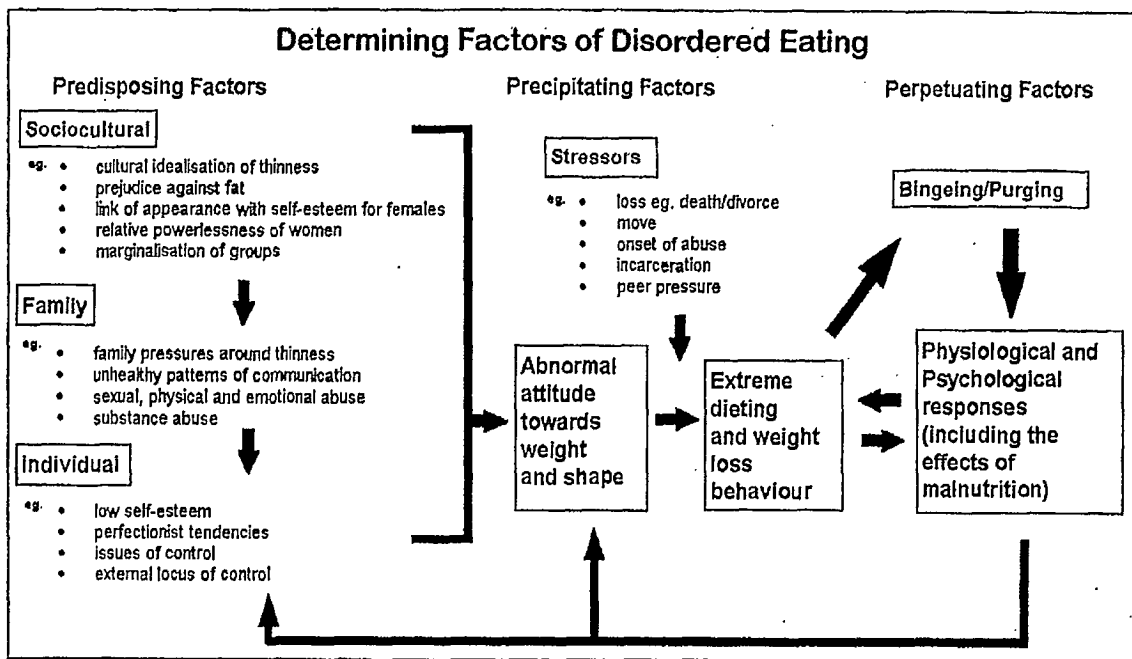 Determining Factors of Disordered Eating
Predisposing Factors
Sociocultural
eg. • cultural idealisation of thinness
• prejudice against fat
• link of appearance with self-esteem for females
• relative powerlessness of women
• marginalisation of groups
Family
eg. • family pressures around thinness
• unhealthy patterns of communication
• sexual, physical and emotional abuse
• substance abuse
Individual
eg. • low self-esteem
• perfectionist tendencies
• issues of control
• external locus of control
Precipitating Factors
Stressors
eg. • loss eg. death/divorce
• move
• onset of abuse
• incarceration
• peer pressure
Abnormal
attitude
towards
weight
and shape
Extreme
dieting
and weight
loss
behaviour
Perpetuating Factors
Bingeing/Purging
Physiological and
Psychological
responses
(including the
effects of
malnutrition)